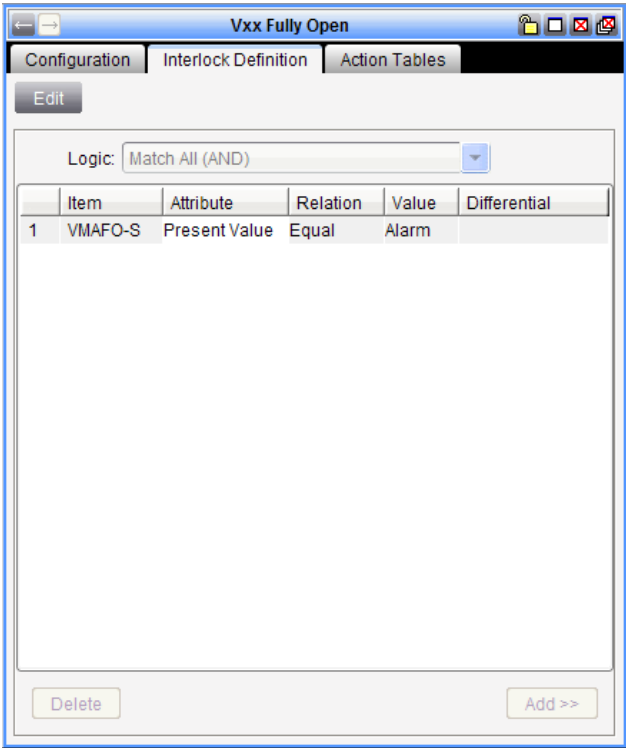 Vxx Fully Open
Configuration Interlock Definition Action Tables
Edit
Logic: Match All (AND)
Item Attribute Relation Value Differential
1 VMAFO-S Present Value Equal Alarm
Delete Add >>